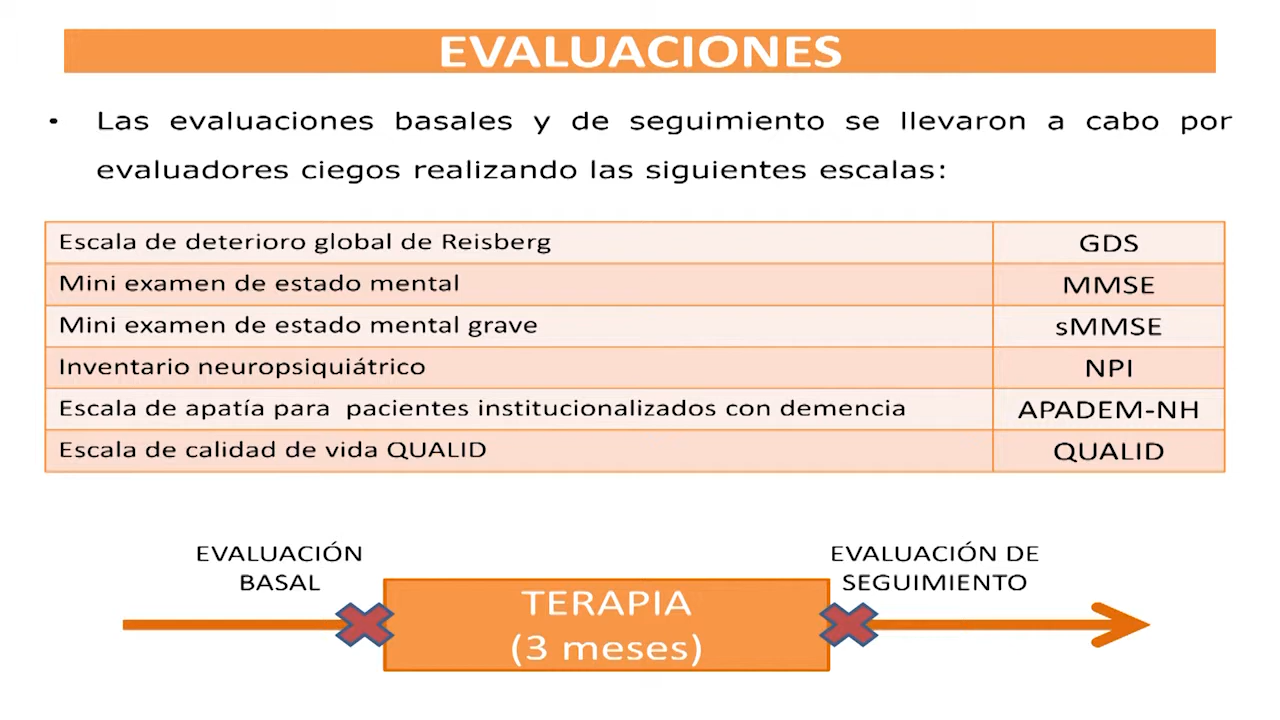 EVALUACIONES
• Las evaluaciones basales y de seguimiento se llevaron a cabo por
evaluadores ciegos realizando las siguientes escalas:
Escala de deterioro global de Reisberg GDS
Mini examen de estado mental MMSE
Mini examen de estado mental grave sMMSE
Inventario neuropsiquiátrico NPI
Escala de apatía para pacientes institucionalizados con demencia APADEM-NH
Escala de calidad de vida QUALID QUALID
EVALUACIÓN
BASAL
TERAPIA
(3 meses)
EVALUACIÓN DE
SEGUIMIENTO